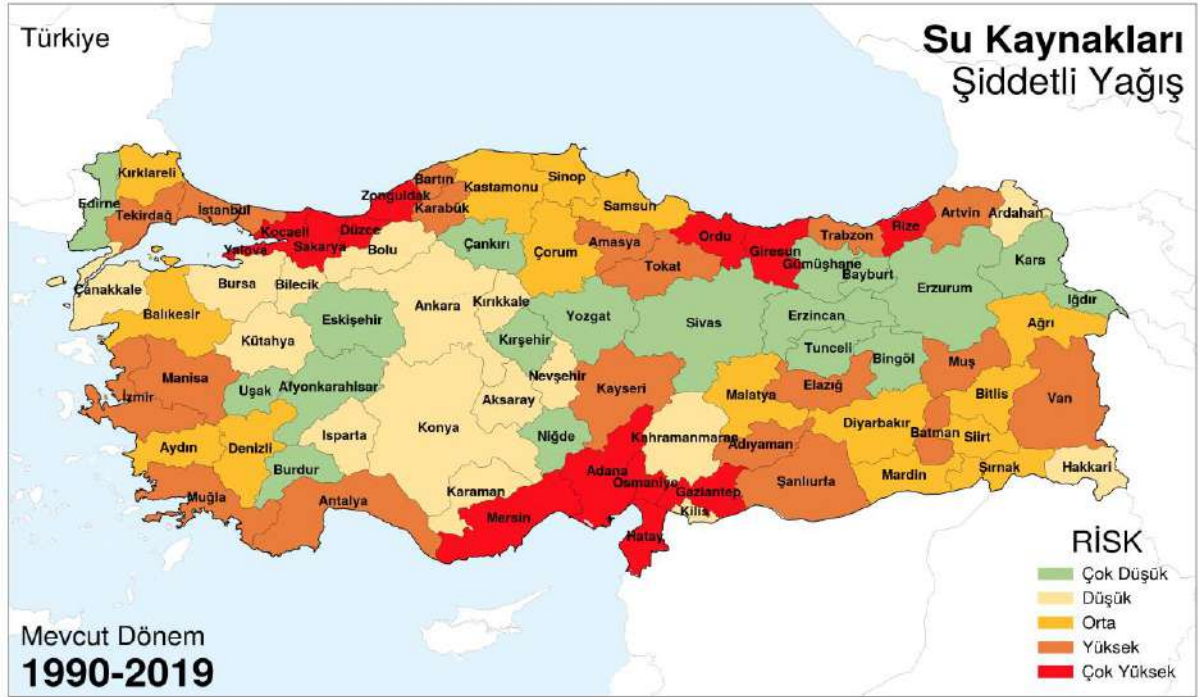 Türkiye
Su Kaynakları
Şiddetli Yağış
Kırklareli
Edirne
Tekirdağ
İstanbul
Kocaeli
Yalova
Sakarya
Düzce
Zonguldak
Bartın
Karabük
Kastamonu
Sinop
Samsun
Bolu
Çankırı
Çorum
Amasya
Tokat
Ordu
Giresun
Gümüşhane
Trabzon
Bayburt
Rize
Artvin
Ardahan
Kars
Erzurum
Iğdır
Çanakkale
Bursa
Bilecik
Balıkesir
Kütahya
Eskişehir
Ankara
Kırıkkale
Kırşehir
Yozgat
Sivas
Erzincan
Tunceli
Bingöl
Ağrı
Muş
Manisa
İzmir
Uşak
Afyonkarahisar
Nevşehir
Aksaray
Kayseri
Malatya
Elazığ
Bitlis
Van
Aydın
Denizli
Isparta
Konya
Niğde
Kahramanmaraş
Adıyaman
Diyarbakır
Batman
Siirt
Burdur
Muğla
Antalya
Karaman
Mersin
Adana
Osmaniye
Gaziantep
Kilis
Hatay
Şanlıurfa
Mardin
Şırnak
Hakkari
RİSK
Çok Düşük
Düşük
Orta
Yüksek
Çok Yüksek
Mevcut Dönem
1990-2019